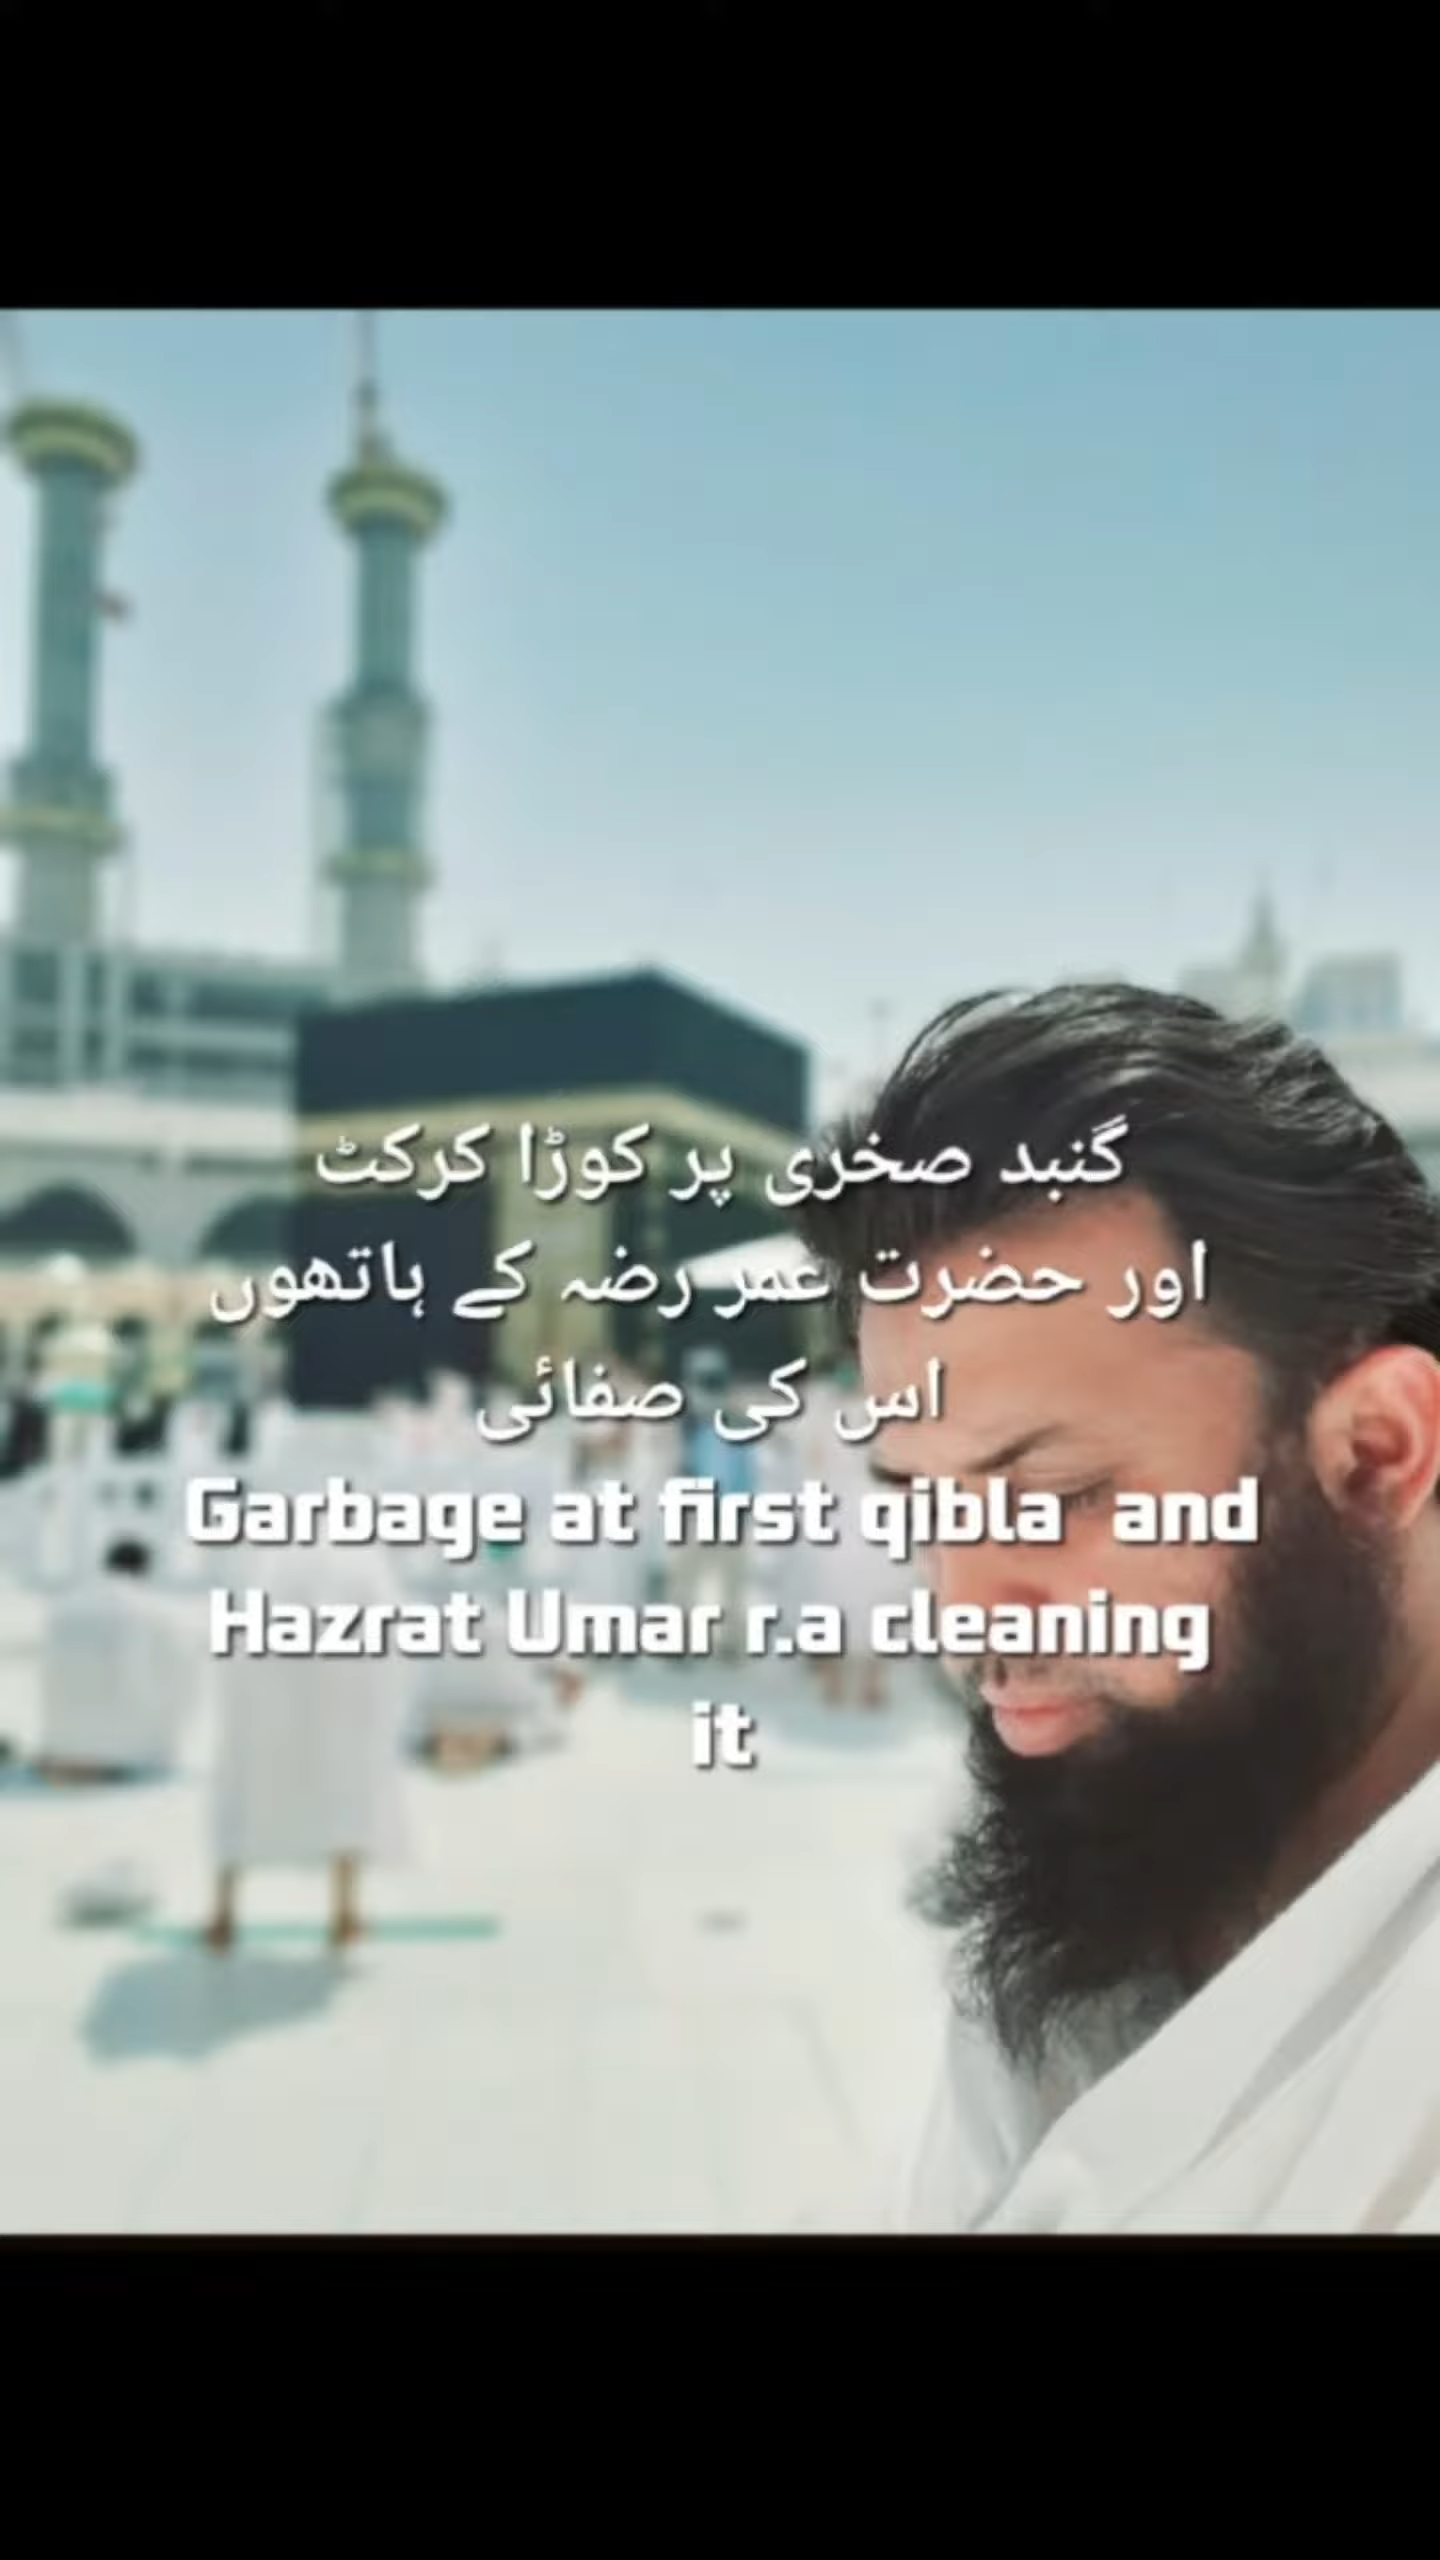 گنبد صخری پر کوڑا کرکٹ
اور حضرت عمر رضہ کے ہاتھوں
اس کی صفائی
Garbage at first qibla and
Hazrat Umar r.a cleaning
it